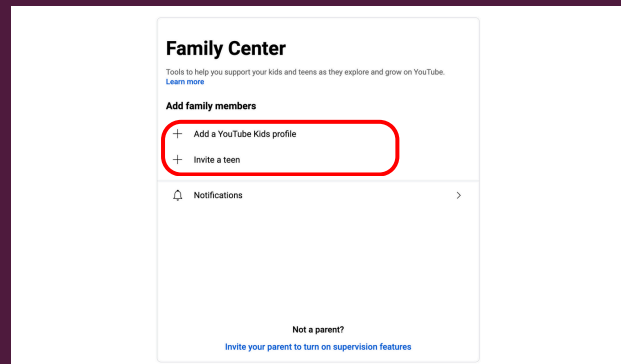 Family Center
Tools to help you support your kids and teens as they explore and grow on YouTube.
Learn more
Add family members
Add a YouTube Kids profile
Invite a teen
Notifications
Not a parent?
Invite your parent to turn on supervision features